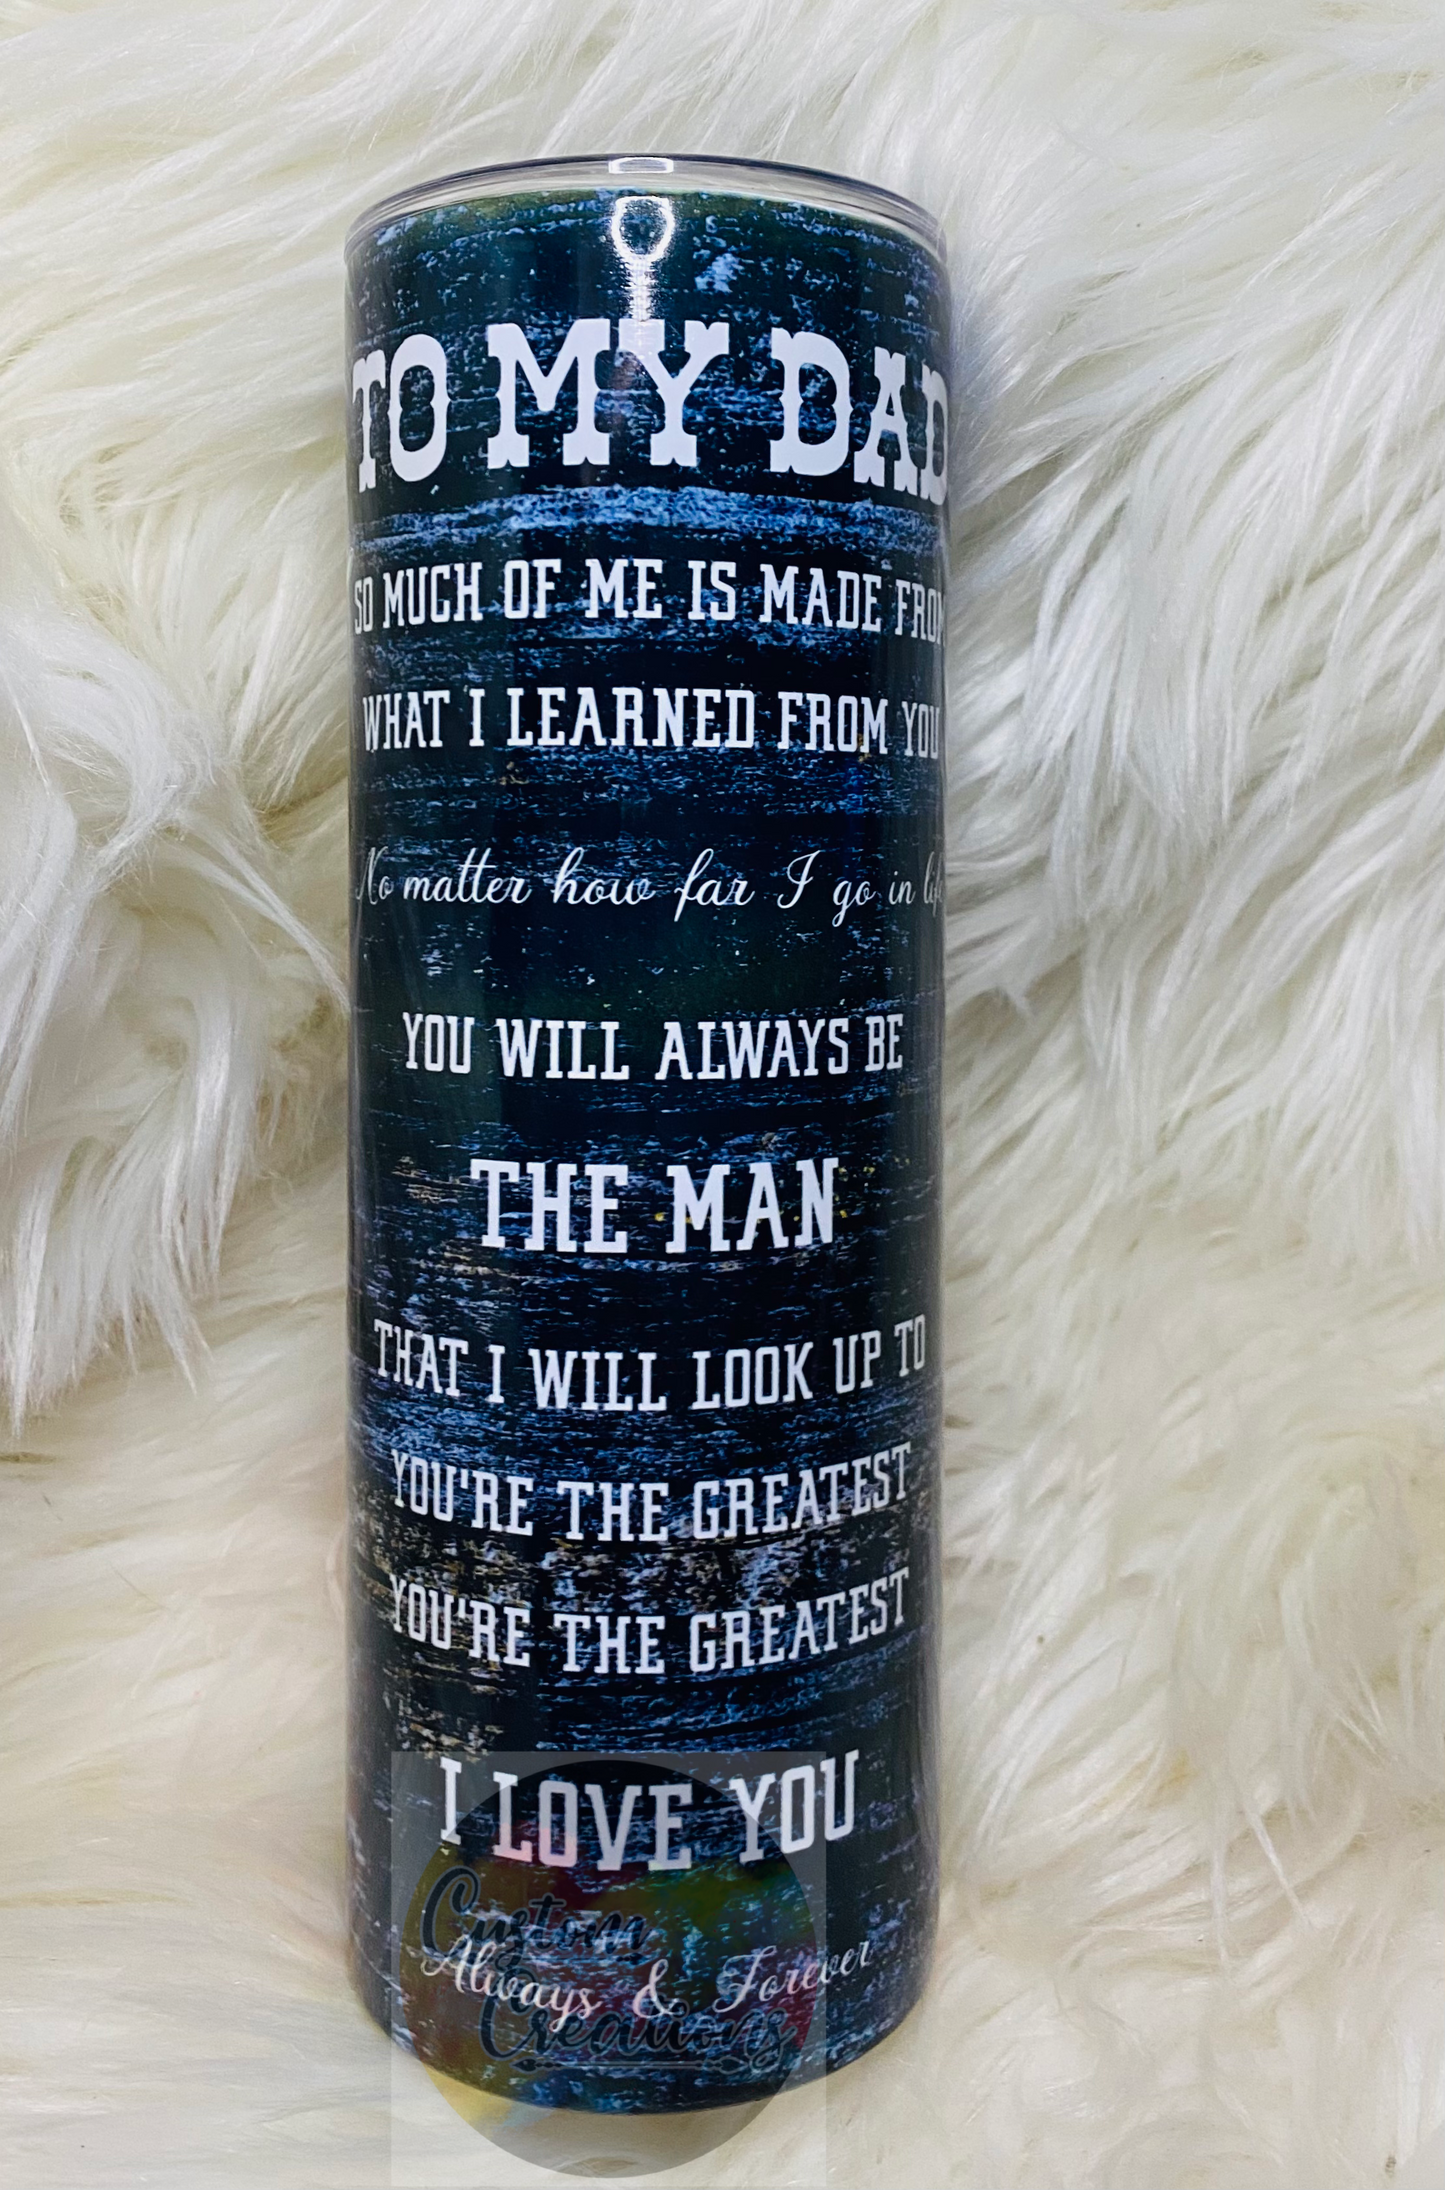 TO MY DAD
SO MUCH OF ME IS MADE FROM
WHAT I LEARNED FROM YOU
No matter how far I go in life
YOU WILL ALWAYS BE
THE MAN
THAT I WILL LOOK UP TO
YOU'RE THE GREATEST
YOU'RE THE GREATEST
I LOVE YOU
Custom
Always & Forever
Creations